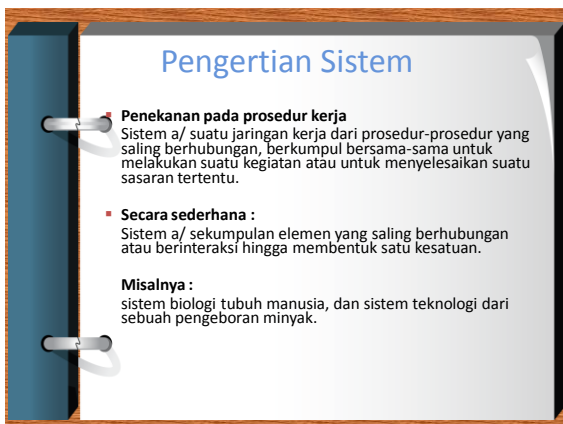 Pengertian Sistem
▪ Penekanan pada prosedur kerja
Sistem a/ suatu jaringan kerja dari prosedur-prosedur yang
saling berhubungan, berkumpul bersama-sama untuk
melakukan suatu kegiatan atau untuk menyelesaikan suatu
sasaran tertentu.
▪ Secara sederhana :
Sistem a/ sekumpulan elemen yang saling berhubungan
atau berinteraksi hingga membentuk satu kesatuan.
Misalnya :
sistem biologi tubuh manusia, dan sistem teknologi dari
sebuah pengeboran minyak.